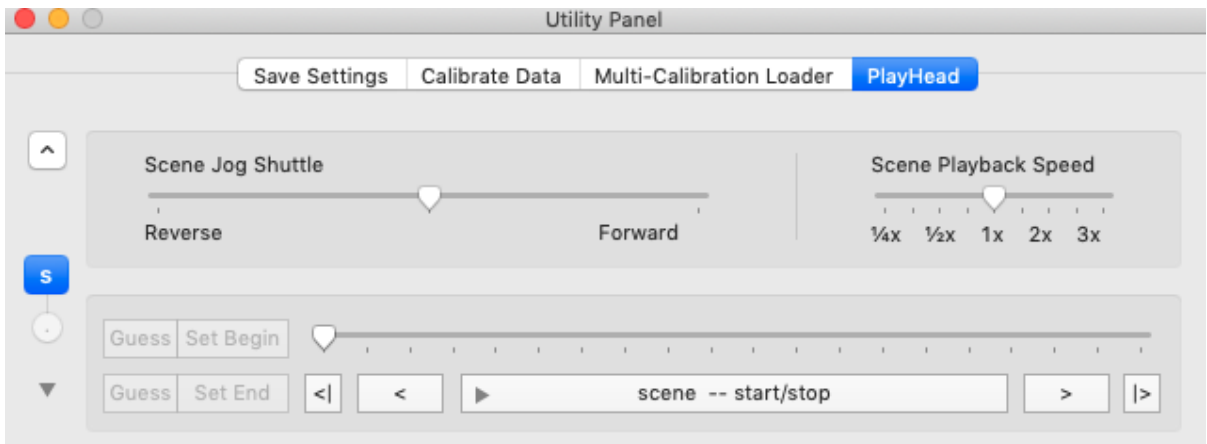 Utility Panel
Save Settings Calibrate Data Multi-Calibration Loader PlayHead
Scene Jog Shuttle
Reverse Forward
Scene Playback Speed
¼x ½x 1x 2x 3x
S
.
Guess Set Begin
Guess Set End <| < scene -- start/stop > |>